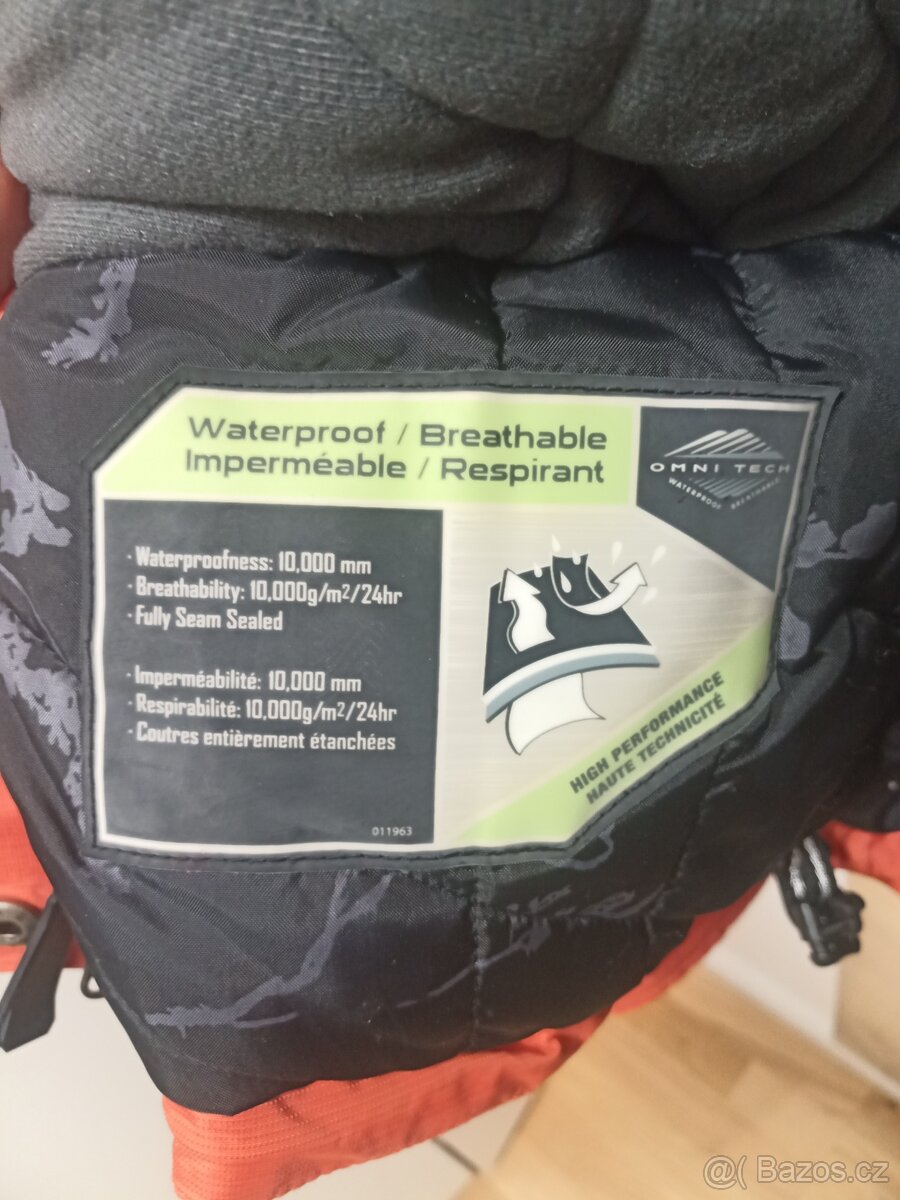 Waterproof / Breathable
Imperméable / Respirant
OMNI TECH
WATERPROOF BREATHABLE
· Waterproofness: 10,000 mm
· Breathability: 10,000g/m²/24hr
· Fully Seam Sealed
· Imperméabilité: 10,000 mm
· Respirabilité: 10,000g/m²/24hr
· Coutres entièrement étanchées
HIGH PERFORMANCE
HAUTE TECHNICITÉ
011963
@( Bazos.cz